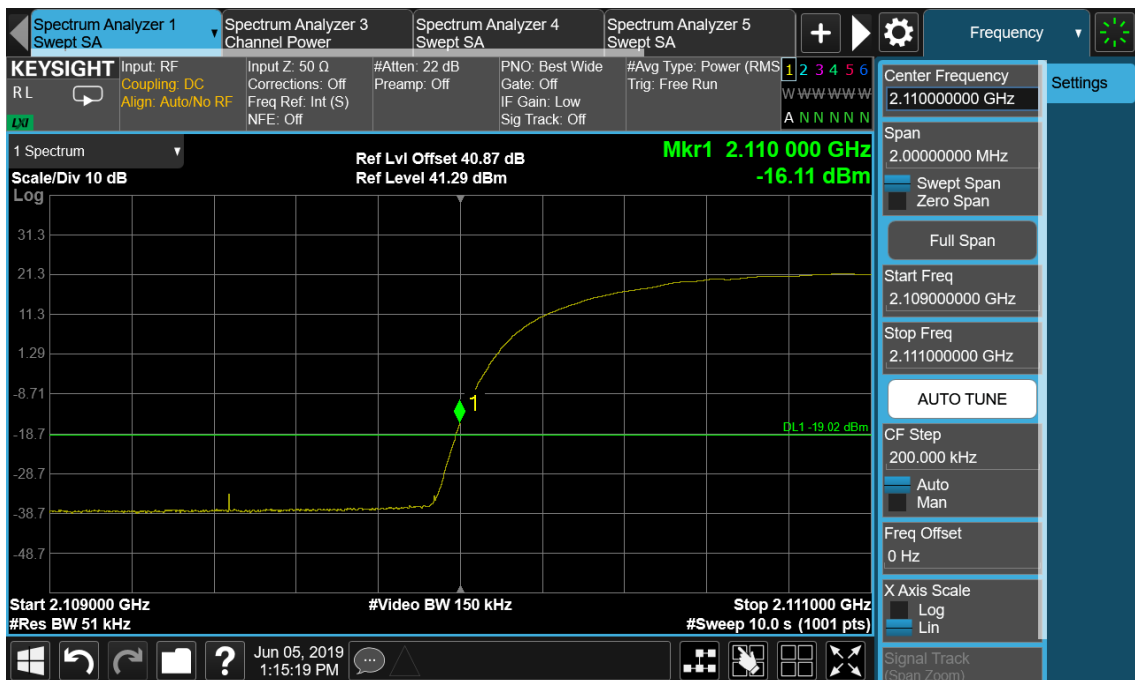 Spectrum Analyzer 1
Swept SA
Spectrum Analyzer 3
Channel Power
Spectrum Analyzer 4
Swept SA
Spectrum Analyzer 5
Swept SA
+
Frequency
KEYSIGHT
R L
LXI
Input: RF
Coupling: DC
Align: Auto/No RF
Input Z: 50 Ω
Corrections: Off
Freq Ref: Int (S)
NFE: Off
#Atten: 22 dB
Preamp: Off
PNO: Best Wide
Gate: Off
IF Gain: Low
Sig Track: Off
#Avg Type: Power (RMS
Trig: Free Run
1 2 3 4 5 6
W W W W W W
A N N N N N
1 Spectrum
Scale/Div 10 dB
Log
Ref Lvl Offset 40.87 dB
Ref Level 41.29 dBm
Mkr1 2.110 000 GHz
-16.11 dBm
31.3
21.3
11.3
1.29
-8.71
-18.7
-28.7
-38.7
-48.7
1
DL1 -19.02 dBm
Start 2.109000 GHz
#Res BW 51 kHz
#Video BW 150 kHz
Stop 2.111000 GHz
#Sweep 10.0 s (1001 pts)
Center Frequency
2.110000000 GHz
Span
2.00000000 MHz
Swept Span
Zero Span
Full Span
Start Freq
2.109000000 GHz
Stop Freq
2.111000000 GHz
AUTO TUNE
CF Step
200.000 kHz
Auto
Man
Freq Offset
0 Hz
X Axis Scale
Log
Lin
Signal Track
(Span Zoom)
Settings
?
Jun 05, 2019
1:15:19 PM